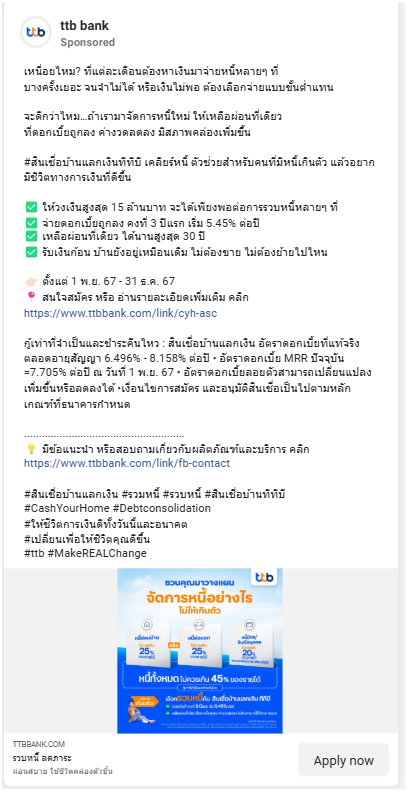 ttb bank
Sponsored
เหนื่อยไหม? ที่แต่ละเดือนต้องหาเงินมาจ่ายหนี้หลายๆ ที่
บางครั้งเยอะ จนจำไม่ได้ หรือเงินไม่พอ ต้องเลือกจ่ายแบบขั้นต่ำแทน
จะดีกว่าไหม...ถ้าเรามาจัดการหนี้ใหม่ ให้เหลือผ่อนที่เดียว
ที่ดอกเบี้ยถูกลง ค่างวดลดลง มีสภาพคล่องเพิ่มขึ้น
#สินเชื่อบ้านแลกเงินทีทีบี เคลียร์หนี้ ตัวช่วยสำหรับคนที่มีหนี้เกินตัว แล้วอยาก
มีชีวิตทางการเงินที่ดีขึ้น
✅ ให้วงเงินสูงสุด 15 ล้านบาท จะได้เพียงพอต่อการรวบหนี้หลายๆ ที่
✅ จ่ายดอกเบี้ยถูกลง คงที่ 3 ปีแรก เริ่ม 5.45% ต่อปี
✅ เหลือผ่อนที่เดียว ได้นานสูงสุด 30 ปี
✅ รับเงินก้อน บ้านยังอยู่เหมือนเดิม ไม่ต้องขาย ไม่ต้องย้ายไปไหน
👉🏻 ตั้งแต่ 1 พ.ย. 67 - 31 ธ.ค. 67
📍 สนใจสมัคร หรือ อ่านรายละเอียดเพิ่มเติม คลิก
https://www.ttbbank.com/link/cyh-asc
กู้เท่าที่จำเป็นและชำระคืนไหว : สินเชื่อบ้านแลกเงิน อัตราดอกเบี้ยที่แท้จริง
ตลอดอายุสัญญา 6.496% - 8.158% ต่อปี • อัตราดอกเบี้ย MRR ปัจจุบัน
=7.705% ต่อปี ณ วันที่ 1 พ.ย. 67 • อัตราดอกเบี้ยลอยตัวสามารถเปลี่ยนแปลง
เพิ่มขึ้นหรือลดลงได้ •เงื่อนไขการสมัคร และอนุมัติสินเชื่อเป็นไปตามหลัก
เกณฑ์ที่ธนาคารกำหนด
......................................................
💡 มีข้อแนะนำ หรือสอบถามเกี่ยวกับผลิตภัณฑ์และบริการ คลิก
https://www.ttbbank.com/link/fb-contact
#สินเชื่อบ้านแลกเงิน #รวมหนี้ #รวบหนี้ #สินเชื่อบ้านทีทีบี
#CashYourHome #Debtconsolidation
#ให้ชีวิตการเงินดีทั้งวันนี้และอนาคต
#เปลี่ยนเพื่อให้ชีวิตคุณดีขึ้น
#ttb #MakeREALChange
ttb
ชวนคุณมาวางแผน
จัดการหนี้อย่างไร
ไม่ให้เกินตัว
25%
25%
20%
หนี้ทั้งหมด ไม่ควรเกิน 45% ของรายได้
TTBBANK.COM
รวบหนี้ ลดภาระ
ผ่อนสบาย ใช้ชีวิตคล่องตัวขึ้น
Apply now